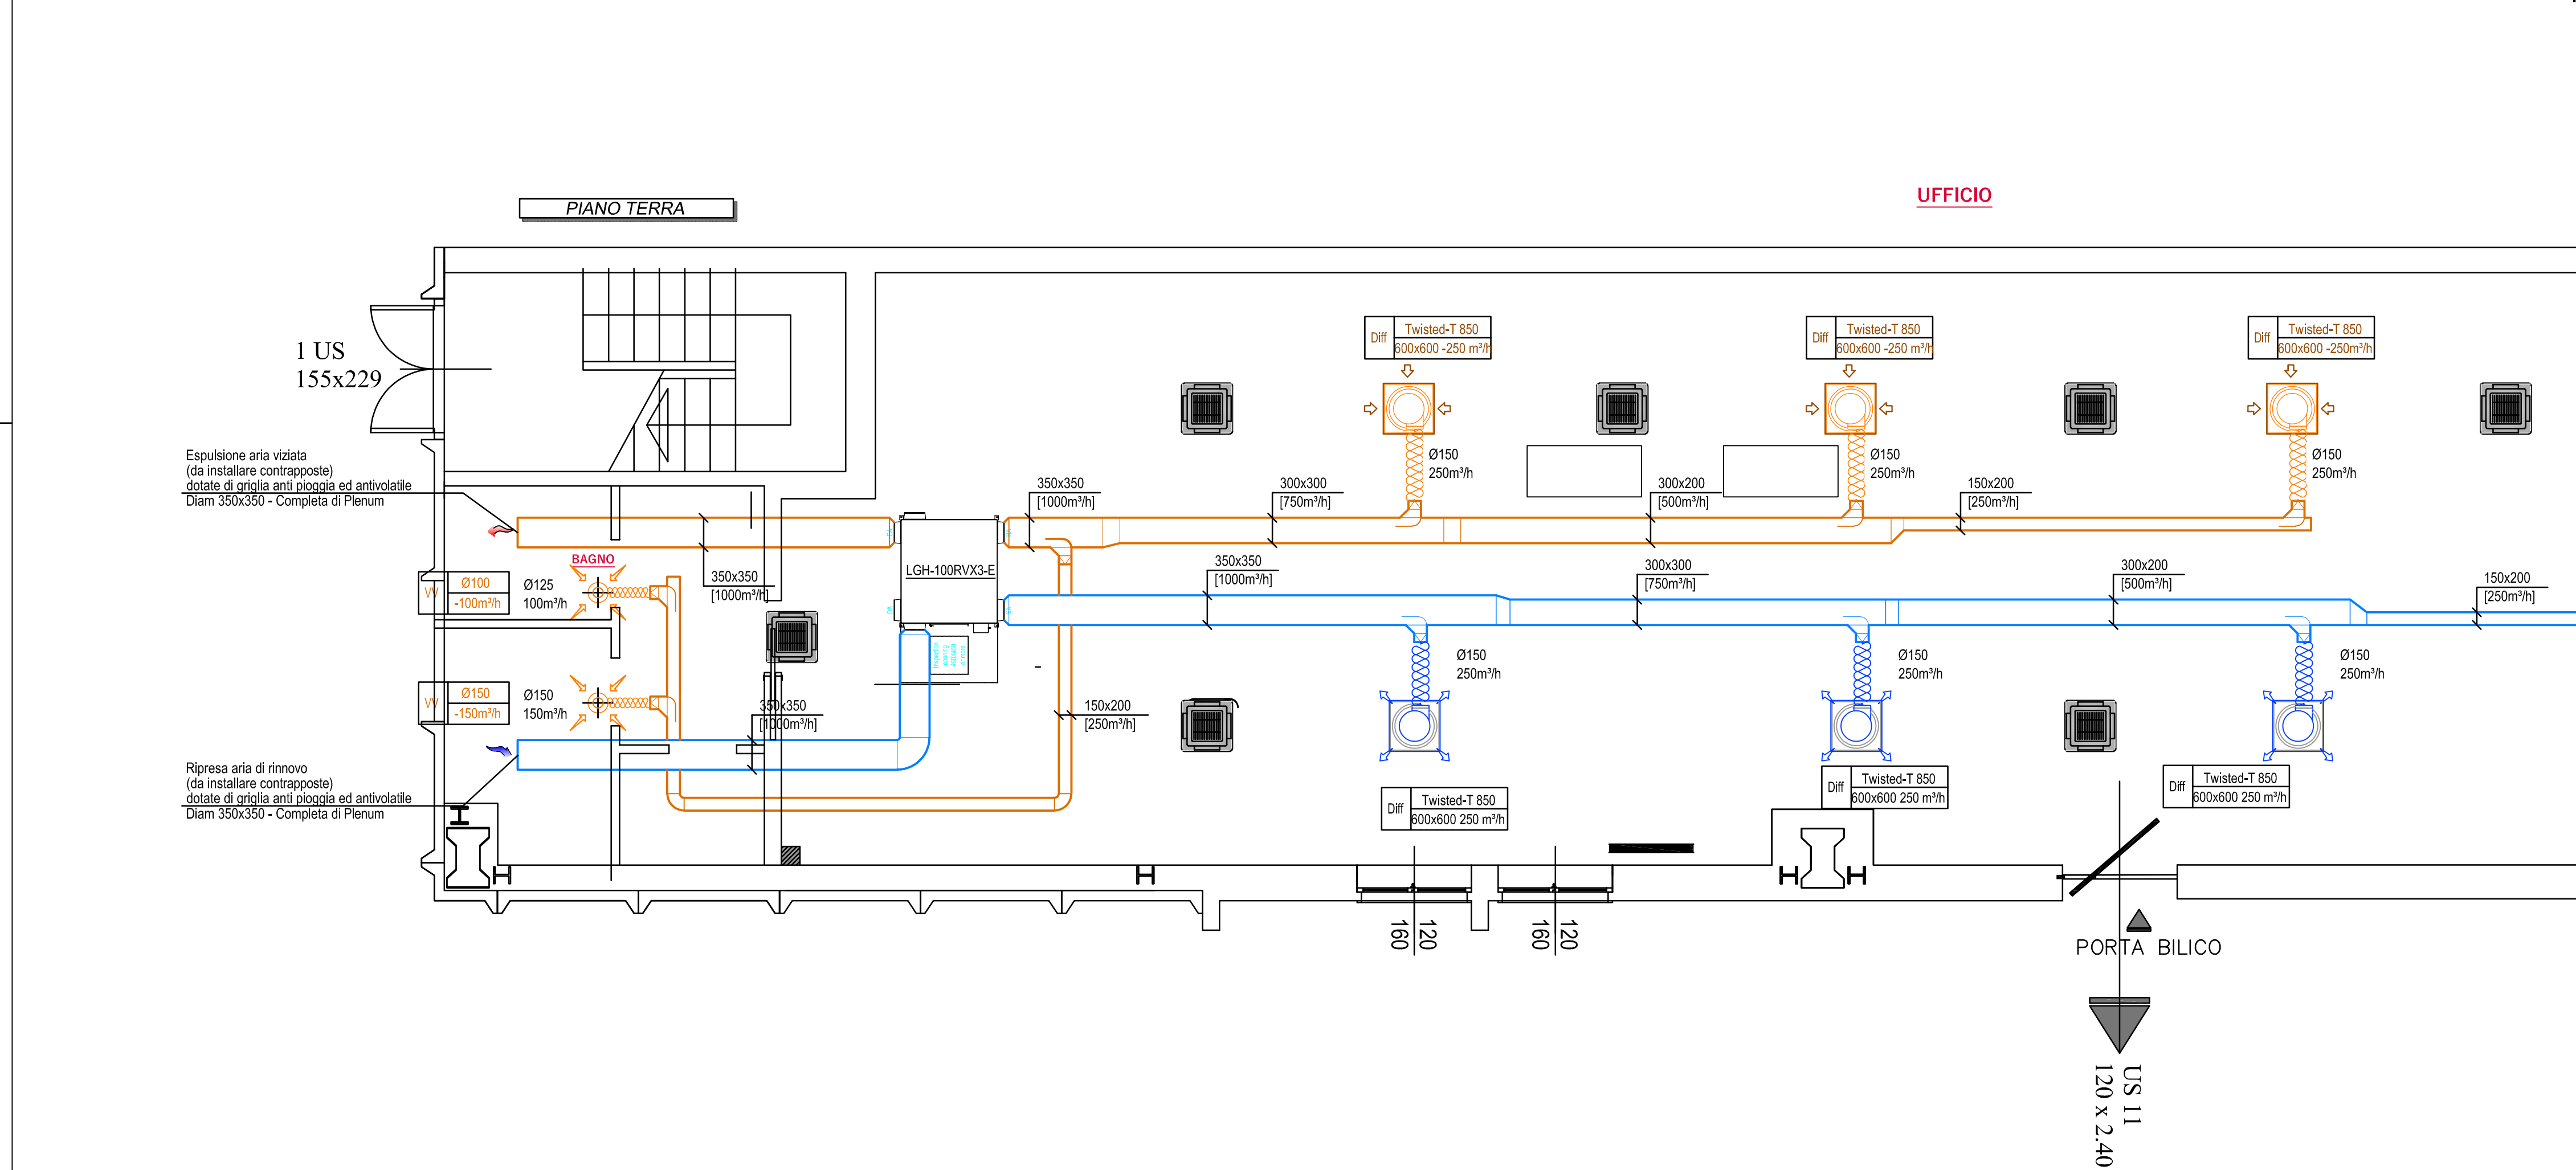 PIANO TERRA
UFFICIO
1 US
155x229
Diff
Twisted-T 850
600x600 -250 m³/h
Diff
Twisted-T 850
600x600 -250 m³/h
Diff
Twisted-T 850
600x600 -250m³/h
Espulsione aria viziata
(da installare contrapposte)
dotate di griglia anti pioggia ed antivolatile
Diam 350x350 - Completa di Plenum
Ø150
250m³/h
Ø150
250m³/h
Ø150
250m³/h
350x350
[1000m³/h]
300x300
[750m³/h]
300x200
[500m³/h]
150x200
[250m³/h]
BAGNO
LGH-100RVX3-E
350x350
[1000m³/h]
350x350
[1000m³/h]
300x300
[750m³/h]
300x200
[500m³/h]
150x200
[250m³/h]
VV
Ø100
-100m³/h
Ø125
100m³/h
Ø150
250m³/h
Ø150
250m³/h
Ø150
250m³/h
VV
Ø150
-150m³/h
Ø150
150m³/h
350x350
[1000m³/h]
150x200
[250m³/h]
Ripresa aria di rinnovo
(da installare contrapposte)
dotate di griglia anti pioggia ed antivolatile
Diam 350x350 - Completa di Plenum
Diff
Twisted-T 850
600x600 250 m³/h
Diff
Twisted-T 850
600x600 250 m³/h
Diff
Twisted-T 850
600x600 250 m³/h
120
160
120
160
PORTA BILICO
US 11
120 x 2.40